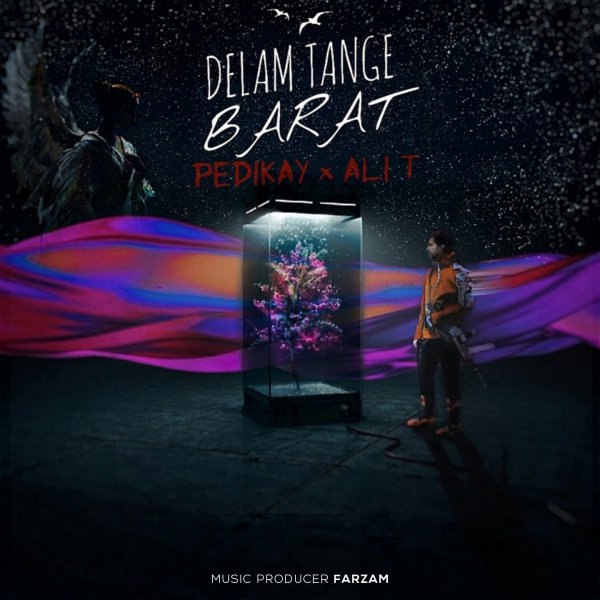 DELAM TANGE
BARAT
PEDIKAY x ALI T
MUSIC PRODUCER FARZAM